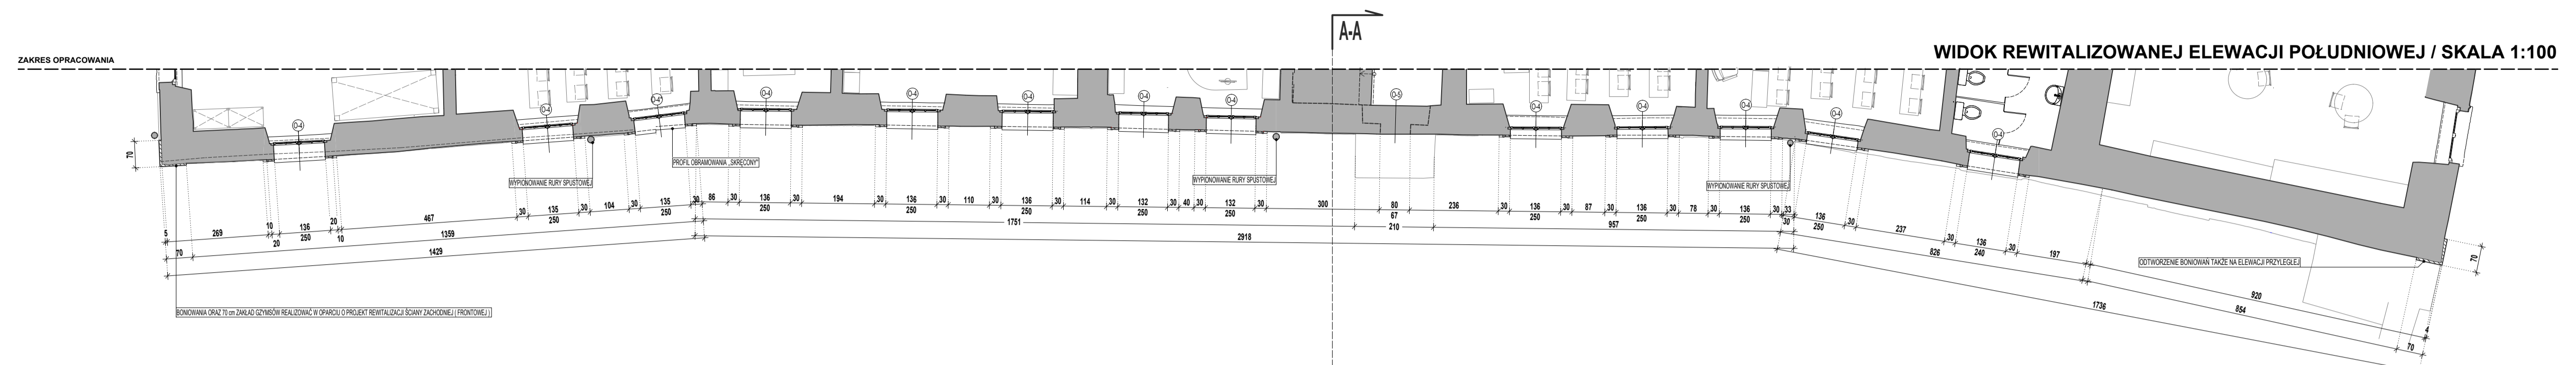 A-A
ZAKRES OPRACOWANIA
WIDOK REWITALIZOWANEJ ELEWACJI POŁUDNIOWEJ / SKALA 1:100
O-4 O-4 O-4* O-4 O-4 O-4 O-4 O-4 O-5 O-4 O-4 O-4 O-4 O-4
70
PROFIL OBRAMOWANIA „SKRĘCONY"
WYPIONOWANIE RURY SPUSTOWEJ
WYPIONOWANIE RURY SPUSTOWEJ
WYPIONOWANIE RURY SPUSTOWEJ
5 269 10 20 136 250 20 10 467 30 135 250 30 104 30 135 250 30
86 30 136 250 30 194 30 136 250 30 110 30 136 250 30 114 30 132 250 30 40 30 132 250 30 300 80 236 30 136 250 30 87 30 136 250 30 78 30 136 250 30 33
30 136 250 30 237 30 136 240 30 197 920 4
70 1359 1751 67 210 957 826 854 70
1429 2918 1736
ODTWORZENIE BONIOWAŃ TAKŻE NA ELEWACJI PRZYLEGŁEJ
70
BONIOWANIA ORAZ 70 cm ZAKŁAD GZYMSÓW REALIZOWAĆ W OPARCIU O PROJEKT REWITALIZACJI ŚCIANY ZACHODNIEJ ( FRONTOWEJ )